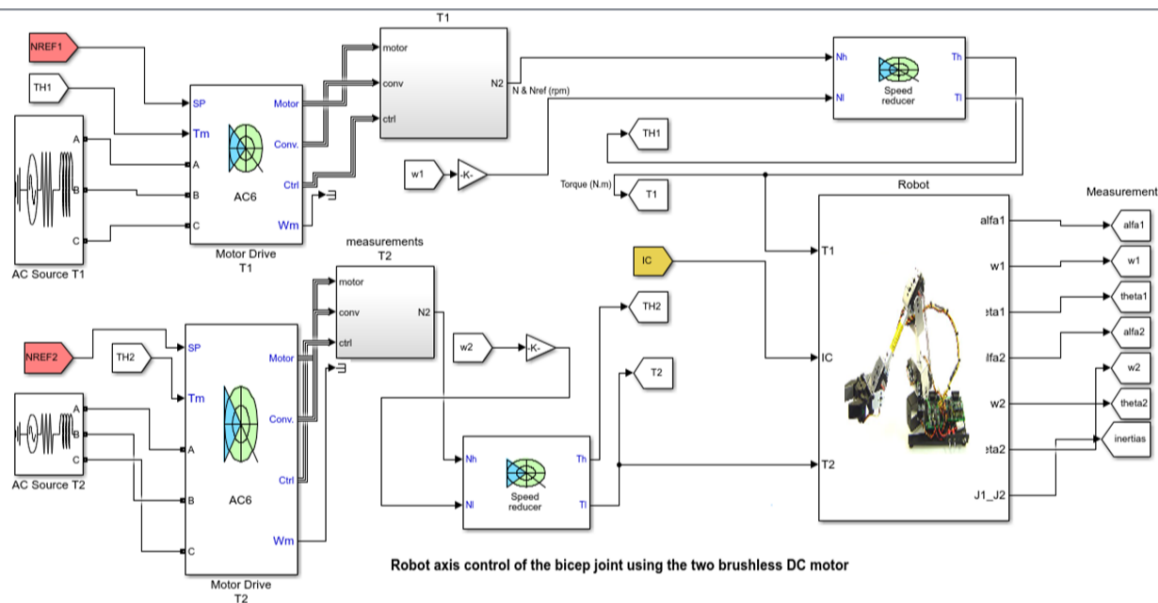 T1
NREF1
TH1
A
B
C
AC Source T1
SP
Tm
A
B
C
Motor
Conv.
Ctrl
Wm
AC6
Motor Drive
T1
motor
conv
ctrl
N2
N & Nref (rpm)
w1
-K-
Nh
Nl
Th
Tl
Speed
reducer
TH1
Torque (N.m)
T1
measurements
T2
motor
conv
ctrl
N2
NREF2
TH2
A
B
C
AC Source T2
SP
Tm
A
B
C
Motor
Conv.
Ctrl
Wm
AC6
Motor Drive
T2
w2
-K-
Nh
Nl
Th
Tl
Speed
reducer
IC
TH2
T2
Robot
T1
IC
T2
alfa1
w1
eta1
lfa2
w2
eta2
J1_J2
Measurement
alfa1
w1
theta1
alfa2
w2
theta2
inertias
Robot axis control of the bicep joint using the two brushless DC motor